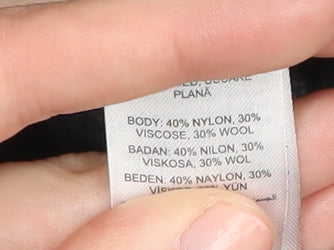 PLANĂ
BODY: 40% NYLON, 30%
VISCOSE, 30% WOOL
BADAN: 40% NILON, 30%
VISKOSA, 30% WOL
BEDEN: 40% NAYLON, 30%
YÜN